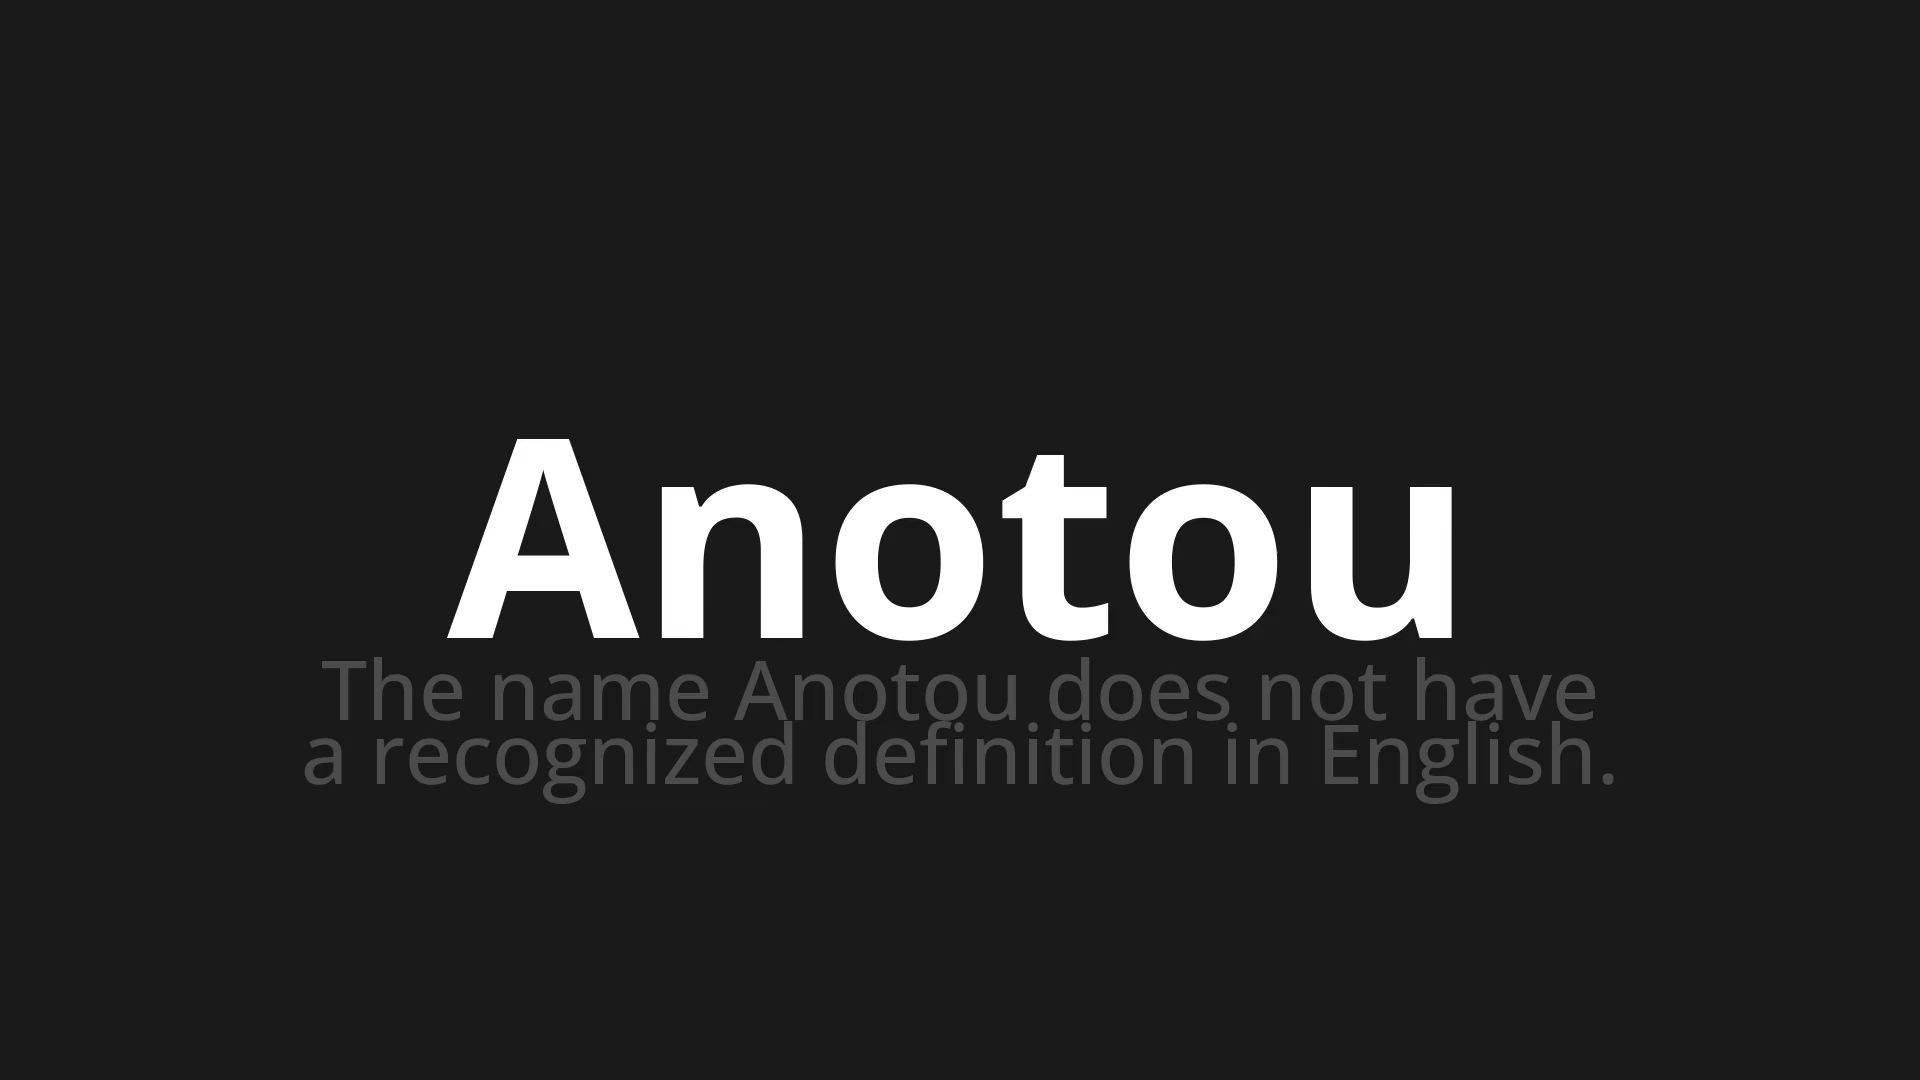 Anotou
The name Anotou does not have
a recognized definition in English.